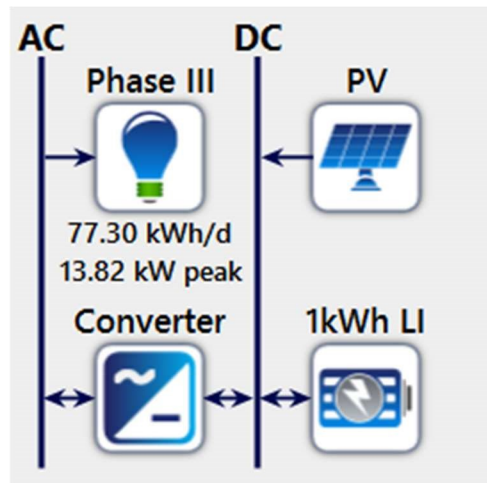 AC
DC
Phase III
PV
77.30 kWh/d
13.82 kW peak
Converter
1kWh LI